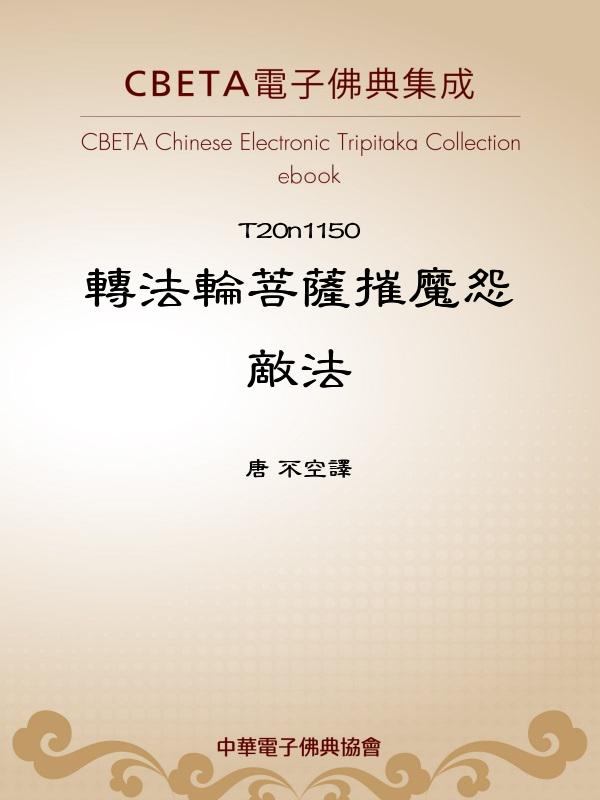 CBETA電子佛典集成
CBETA Chinese Electronic Tripitaka Collection
ebook
T20n1150
轉法輪菩薩摧魔怨
敵法
唐 不空譯
中華電子佛典協會